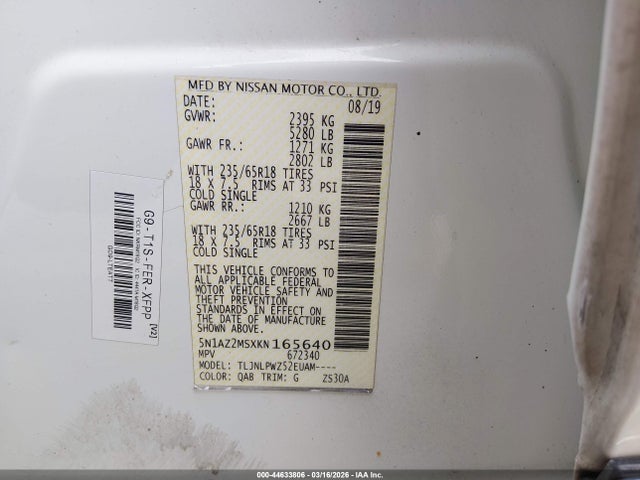 MFD BY NISSAN MOTOR CO., LTD.
DATE: 08/19
GVWR: 2395 KG
5280 LB
GAWR FR.: 1271 KG
2802 LB
WITH 235/65R18 TIRES
18 X 7.5 RIMS AT 33 PSI
COLD SINGLE
GAWR RR.: 1210 KG
2667 LB
WITH 235/65R18 TIRES
18 X 7.5 RIMS AT 33 PSI
COLD SINGLE
THIS VEHICLE CONFORMS TO
ALL APPLICABLE FEDERAL
MOTOR VEHICLE SAFETY AND
THEFT PREVENTION
STANDARDS IN EFFECT ON THE
DATE OF MANUFACTURE
5N1AZ2MSXKN165640
MPV 672340
MODEL: TLJNLPWZ52EUAM----
COLOR: QAB TRIM: G ZS30A
G9-T1S-FER-XFPP [V2]
000-44633806 - 03/16/2026 - IAA Inc.